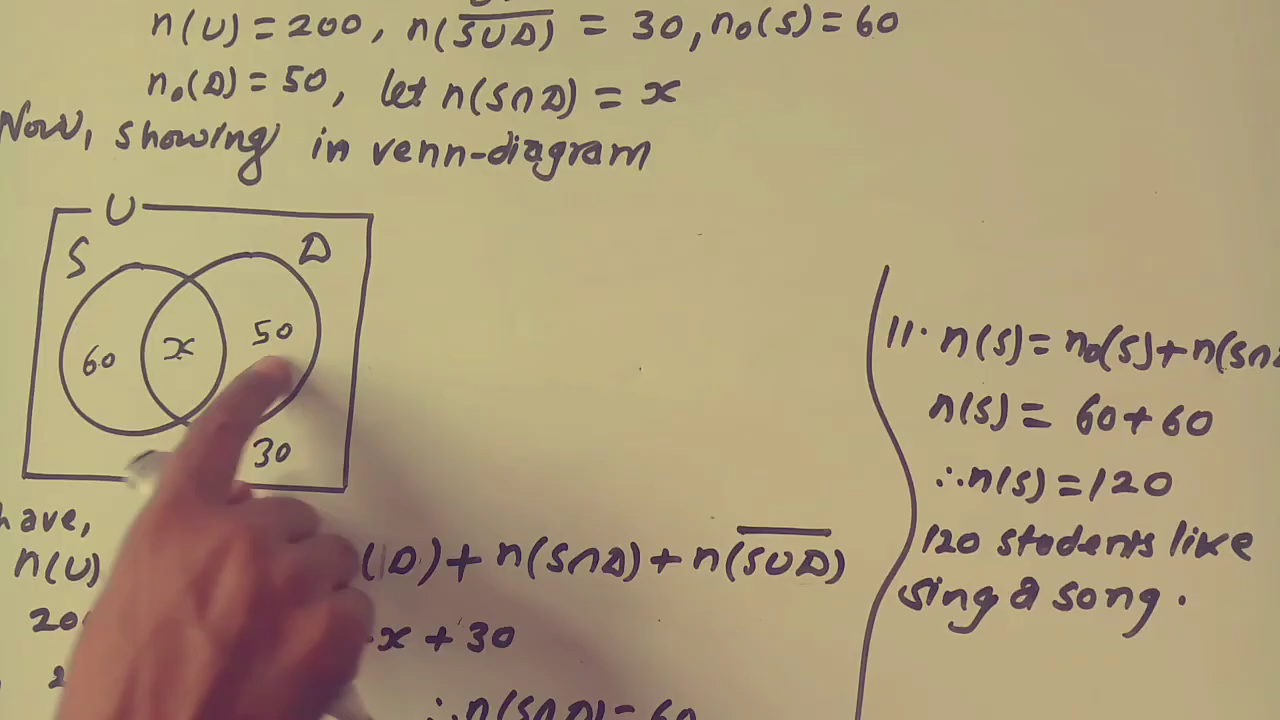 n(U) = 200, n(S∪D)‾ = 30, n₀(S) = 60
n₀(D) = 50, let n(S∩D) = x
Now, showing in venn-diagram
U
S D
60 x 50
30
have,
n(U) (D) + n(S∩D) + n(S∪D)‾
x + 30
∴n(S∩D) = 60
11. n(S) = n₀(S) + n(S∩
n(S) = 60 + 60
∴n(S) = 120
120 students like
sing a song.